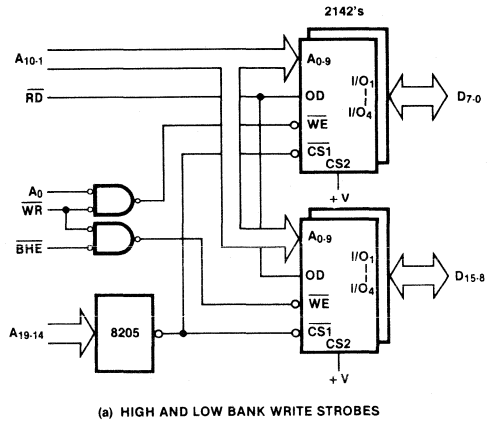 2142's
A10-1
A0-9
I/O1
I/O4
D7-0
RD
OD
WE
CS1
CS2
+ V
A0
WR
BHE
A0-9
I/O1
I/O4
D15-8
OD
WE
A19-14
8205
CS1
CS2
+ V
(a) HIGH AND LOW BANK WRITE STROBES